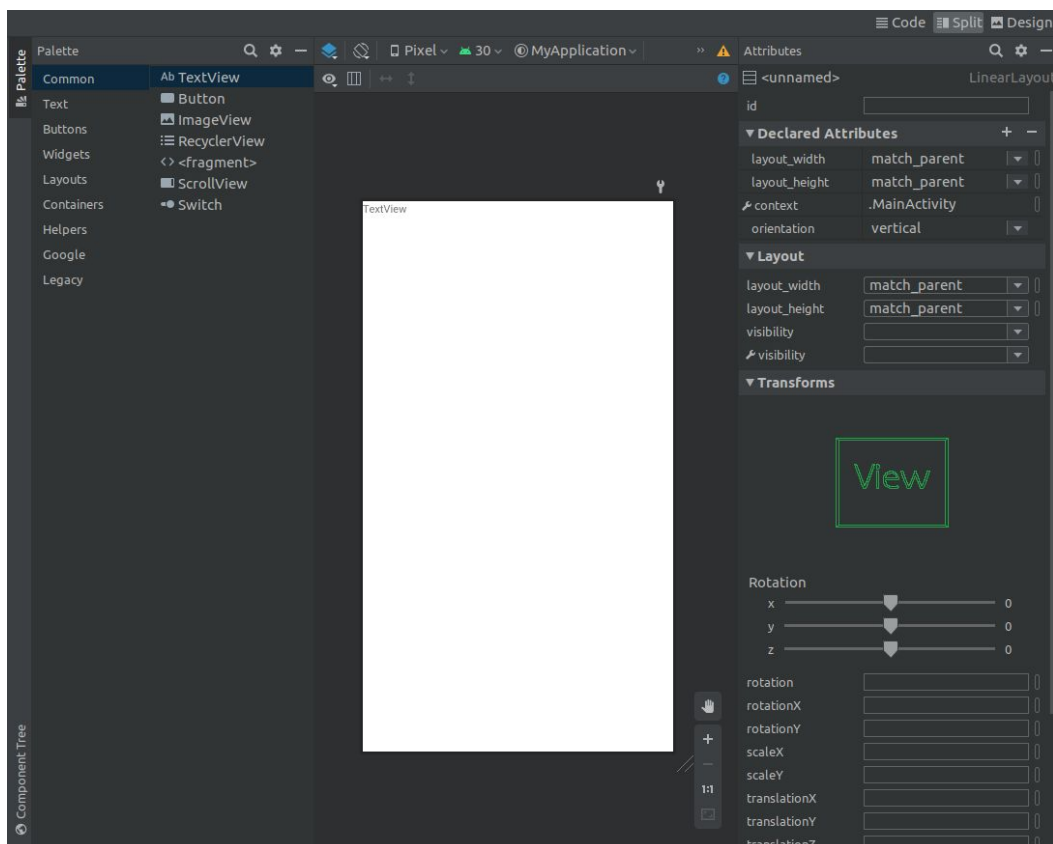 Code Split Design
Palette
Palette
Component Tree
Common
Text
Buttons
Widgets
Layouts
Containers
Helpers
Google
Legacy
Ab TextView
Button
ImageView
RecyclerView
<fragment>
ScrollView
Switch
Pixel 30 MyApplication
TextView
1:1
Attributes
<unnamed> LinearLayout
id
Declared Attributes
layout_width match_parent
layout_height match_parent
context .MainActivity
orientation vertical
Layout
layout_width match_parent
layout_height match_parent
visibility
visibility
Transforms
View
Rotation
x 0
y 0
z 0
rotation
rotationX
rotationY
scaleX
scaleY
translationX
translationY
translationZ